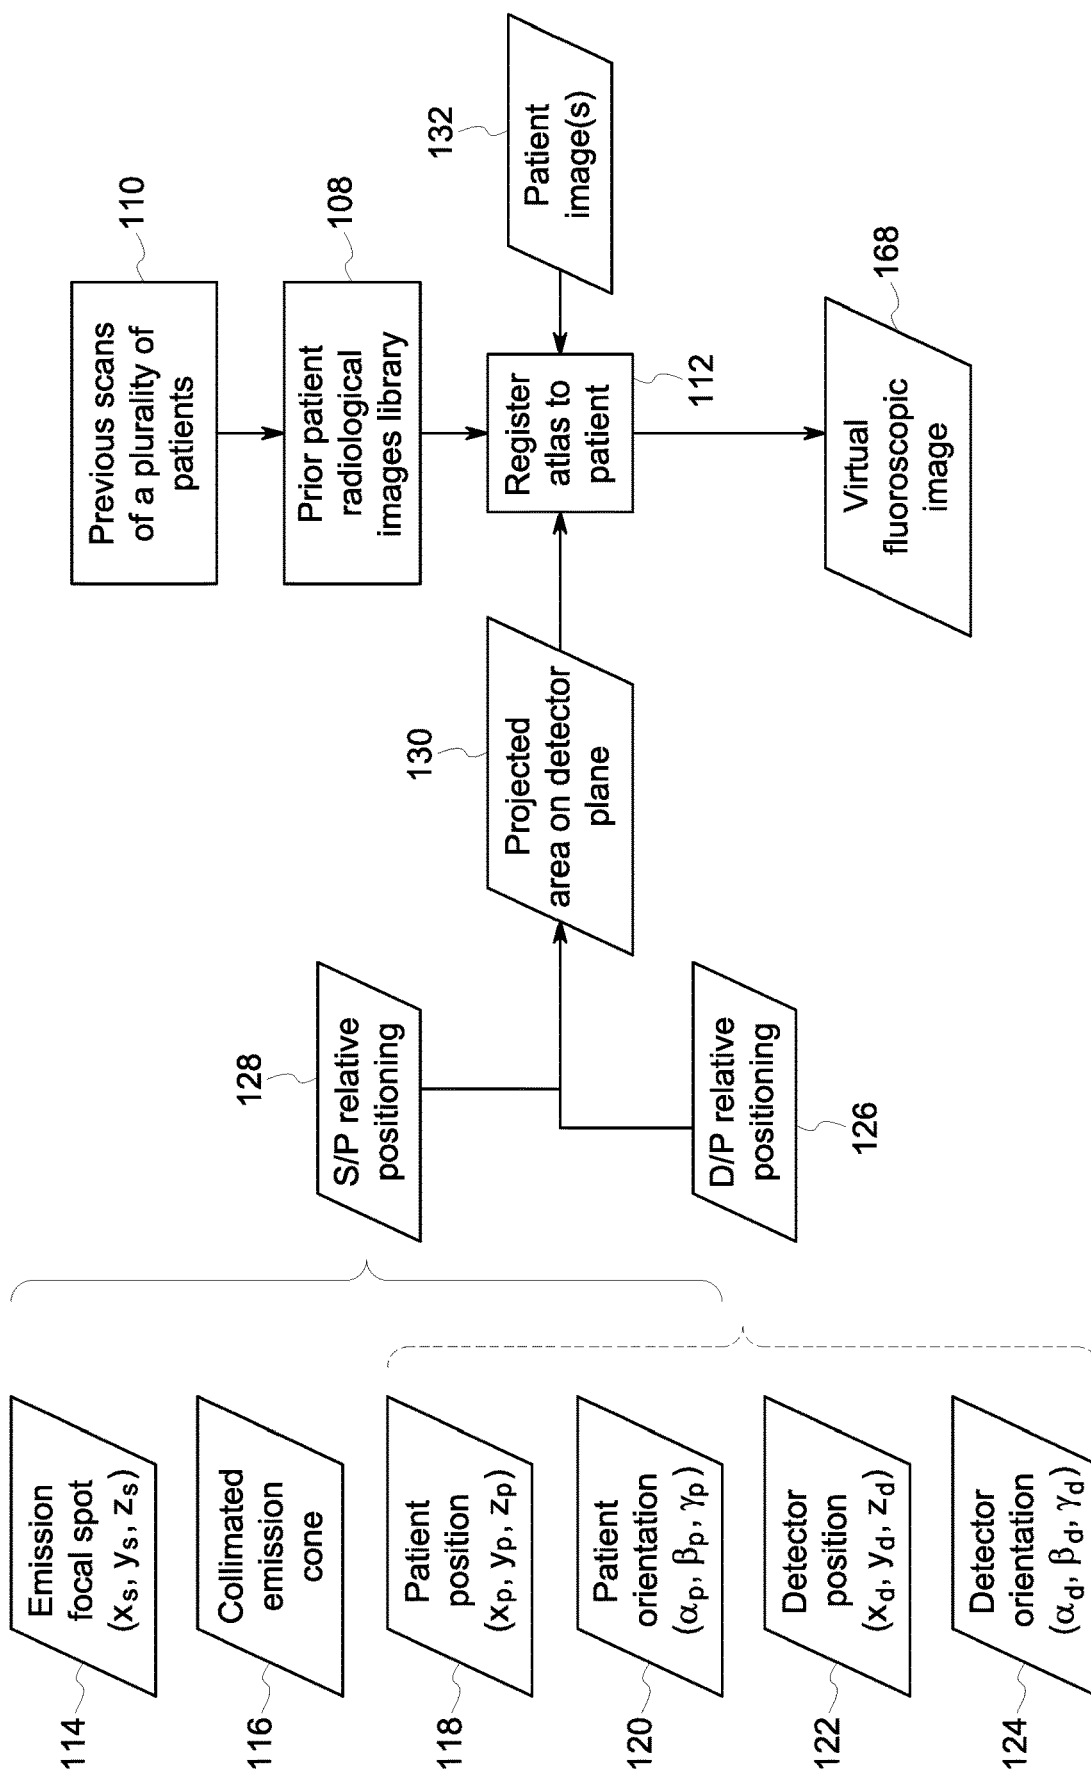 114
Emission
focal spot
(xs, ys, zs)
116
Collimated
emission
cone
118
Patient
position
(xp, yp, zp)
120
Patient
orientation
(αp, βp, γp)
122
Detector
position
(xd, yd, zd)
124
Detector
orientation
(αd, βd, γd)
128
S/P relative
positioning
D/P relative
positioning
126
130
Projected
area on detector
plane
110
Previous scans
of a plurality of
patients
108
Prior patient
radiological
images library
Register
atlas to
patient
112
132
Patient
image(s)
Virtual
fluoroscopic
image
168